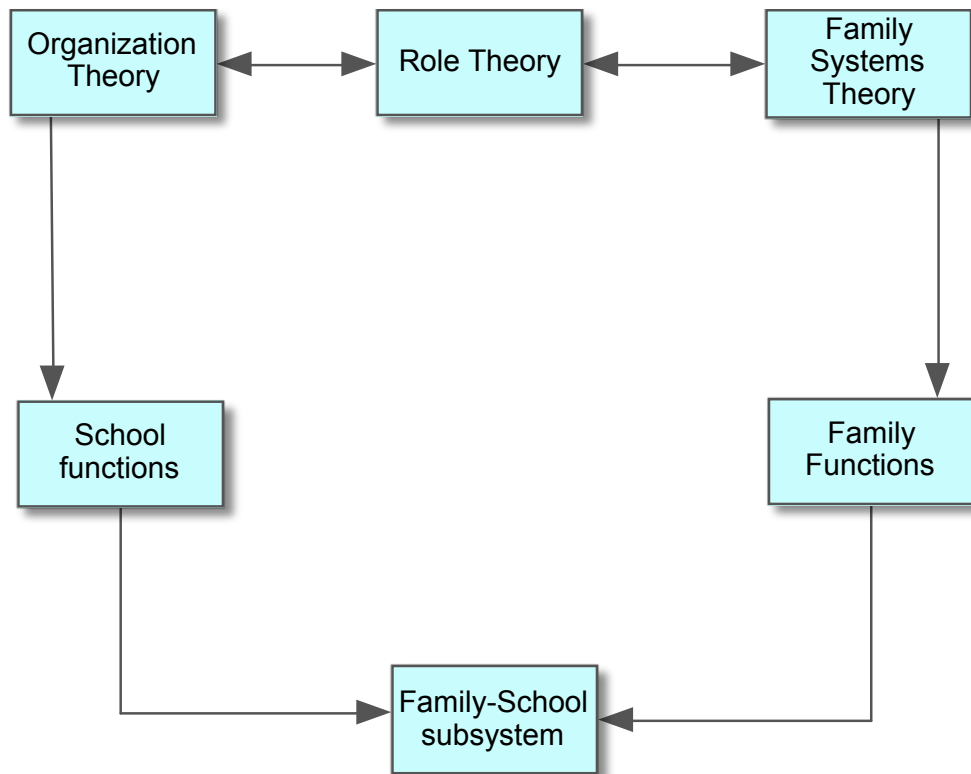 Organization
Theory
Role Theory
Family
Systems
Theory
School
functions
Family
Functions
Family-School
subsystem